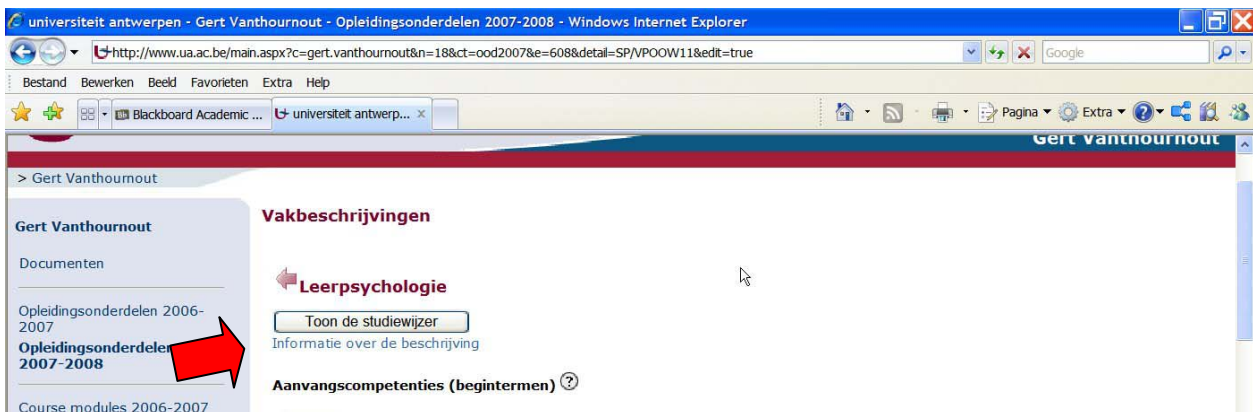 universiteit antwerpen - Gert Vanthournout - Opleidingsonderdelen 2007-2008 - Windows Internet Explorer
http://www.ua.ac.be/main.aspx?c=gert.vanthournout&n=18&ct=ood2007&e=608&detail=SP/VPOOW11&edit=true
Google
Bestand Bewerken Beeld Favorieten Extra Help
Blackboard Academic ... universiteit antwerp... Pagina Extra
Gert Vanthournout
> Gert Vanthournout
Gert Vanthournout
Documenten
Opleidingsonderdelen 2006-
2007
Opleidingsonderdelen
2007-2008
Course modules 2006-2007
Vakbeschrijvingen
Leerpsychologie
Toon de studiewijzer
Informatie over de beschrijving
Aanvangscompetenties (begintermen) ?